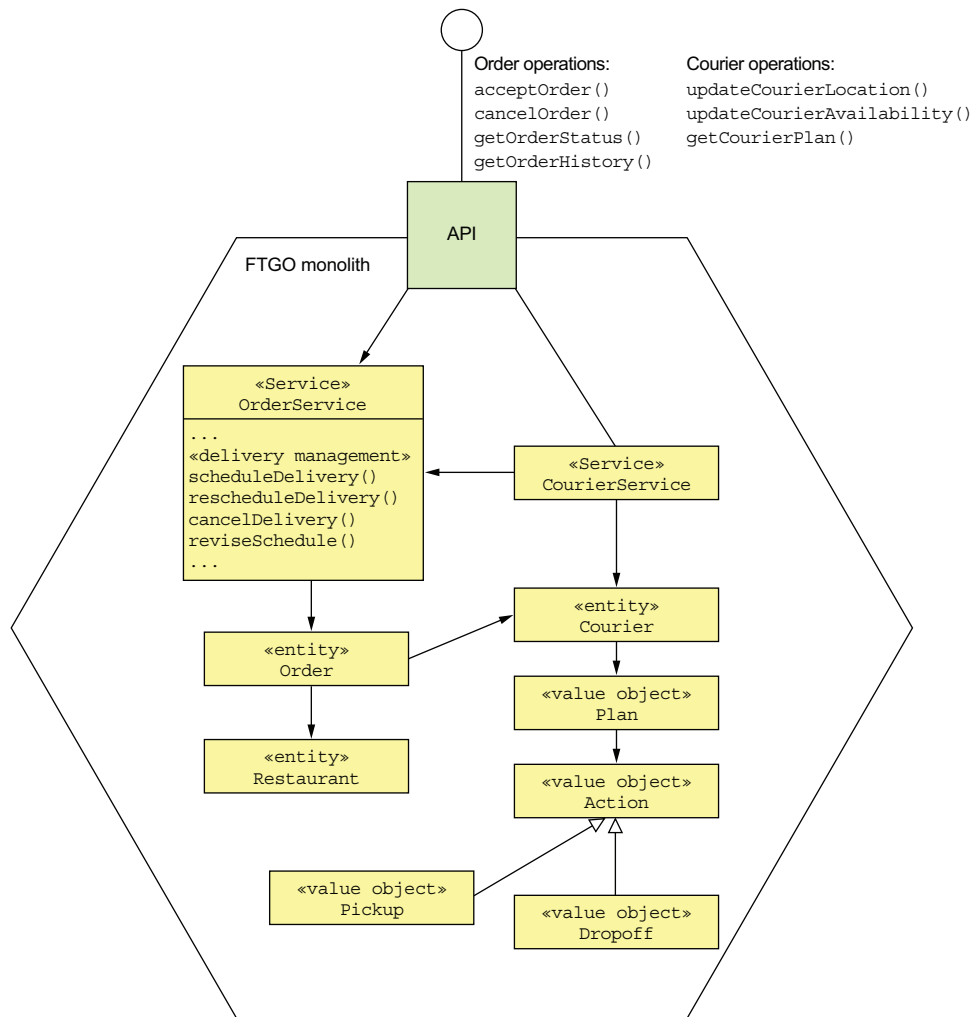 Order operations:
acceptOrder()
cancelOrder()
getOrderStatus()
getOrderHistory()
Courier operations:
updateCourierLocation()
updateCourierAvailability()
getCourierPlan()
API
FTGO monolith
«Service»
OrderService
...
«delivery management»
scheduleDelivery()
rescheduleDelivery()
cancelDelivery()
reviseSchedule()
...
«Service»
CourierService
«entity»
Order
«entity»
Courier
«value object»
Plan
«entity»
Restaurant
«value object»
Action
«value object»
Pickup
«value object»
Dropoff